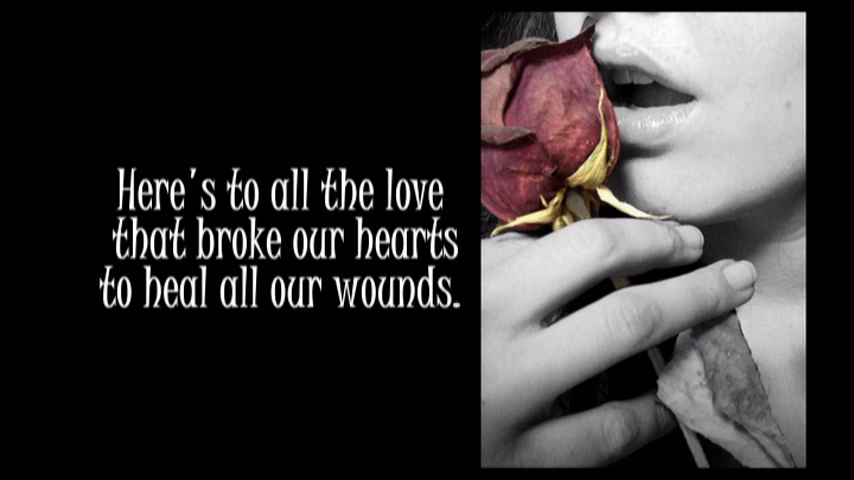 Here's to all the love
that broke our hearts
to heal all our wounds.